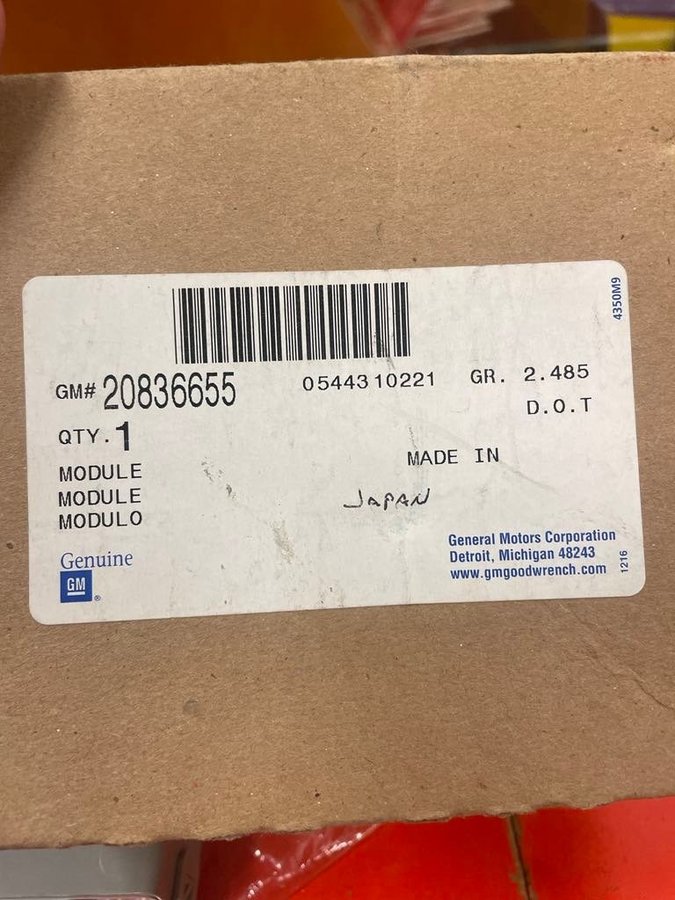 4350M9
GM# 20836655
0544310221 GR. 2.485
D.O.T
QTY. 1
MADE IN
MODULE
MODULE
JAPAN
MODULO
Genuine
GM
®
General Motors Corporation
Detroit, Michigan 48243
www.gmgoodwrench.com
1216